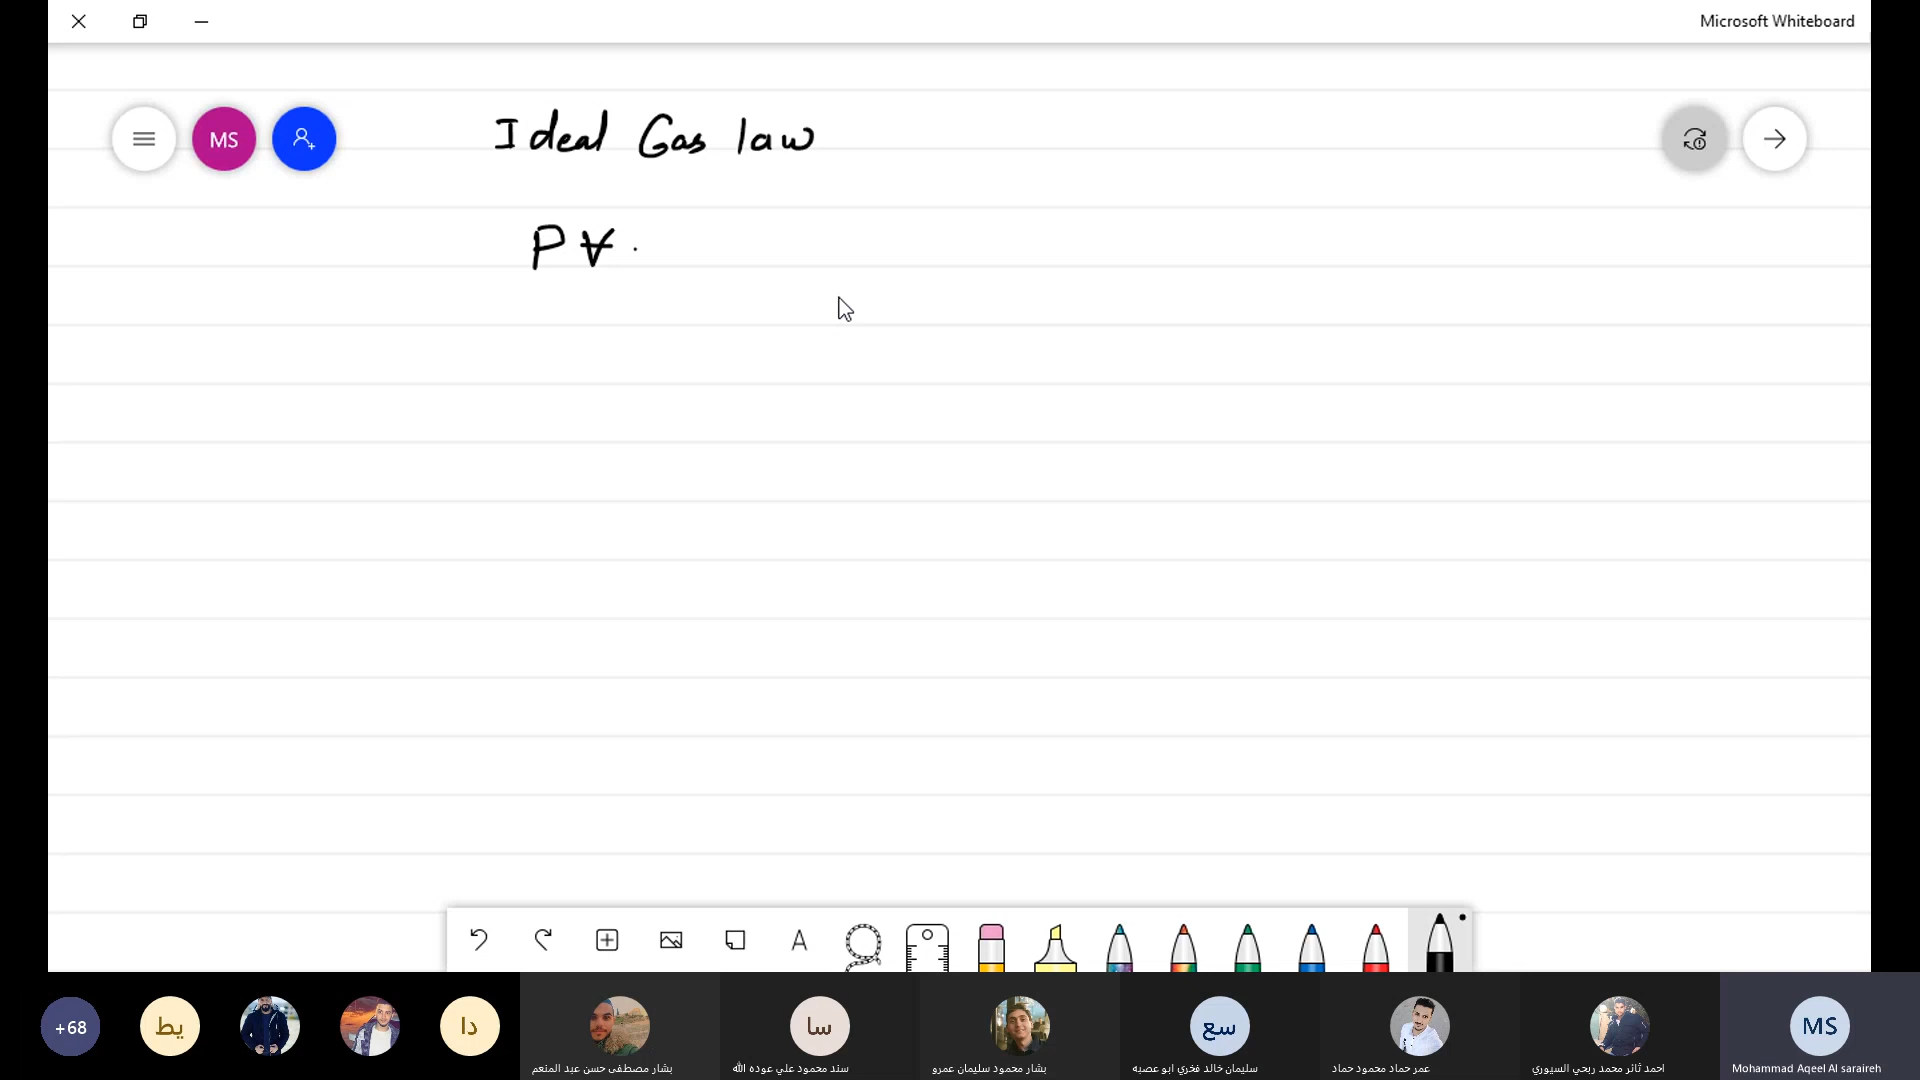 Microsoft Whiteboard
MS
Ideal Gas law
P∀
A
+68
يط
دا
سا
سع
MS
بشار مصطفى حسن عبد المنعم
سند محمود علي عوده الله
بشار محمود سليمان عمرو
سليمان خالد فخري ابو عصبه
عمر حماد محمود حماد
احمد ثائر محمد ربحي السيوري
Mohammad Aqeel Al saraireh